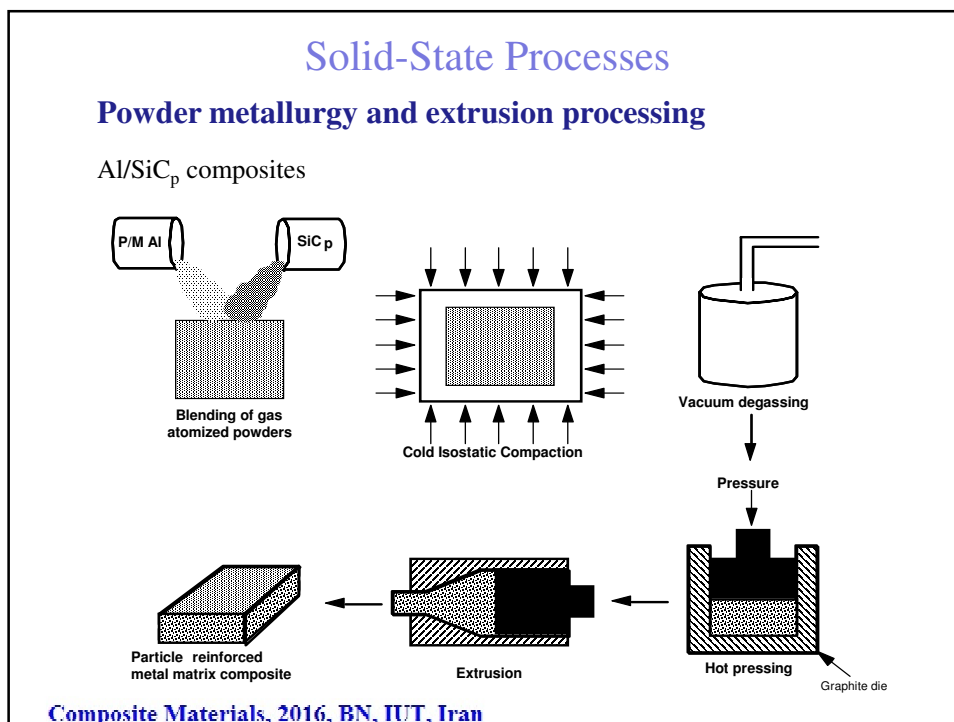 Solid-State Processes
Powder metallurgy and extrusion processing
Al/SiCp composites
P/M Al
SiC p
Blending of gas
atomized powders
Cold Isostatic Compaction
Vacuum degassing
Pressure
Hot pressing
Graphite die
Extrusion
Particle reinforced
metal matrix composite
Composite Materials, 2016, BN, IUT, Iran